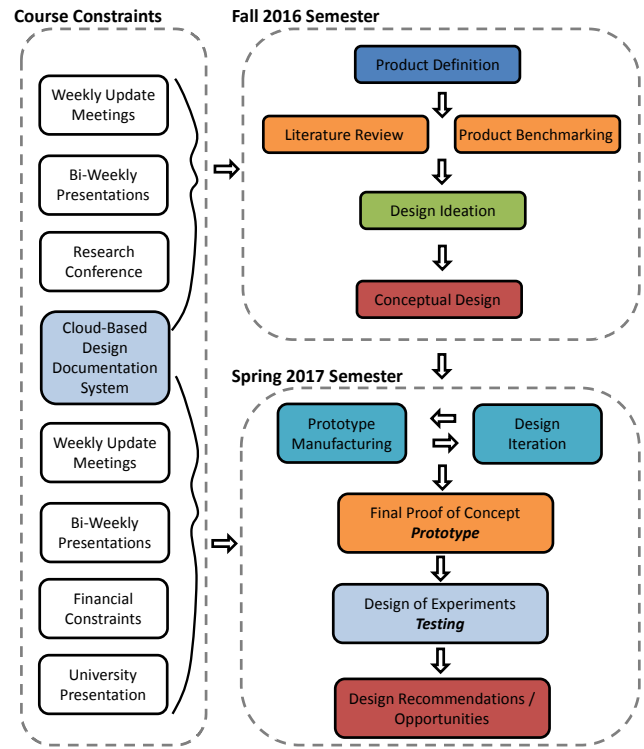 Course Constraints
Weekly Update
Meetings
Bi-Weekly
Presentations
Research
Conference
Cloud-Based
Design
Documentation
System
Weekly Update
Meetings
Bi-Weekly
Presentations
Financial
Constraints
University
Presentation
Fall 2016 Semester
Product Definition
Literature Review
Product Benchmarking
Design Ideation
Conceptual Design
Spring 2017 Semester
Prototype
Manufacturing
Design
Iteration
Final Proof of Concept
Prototype
Design of Experiments
Testing
Design Recommendations /
Opportunities